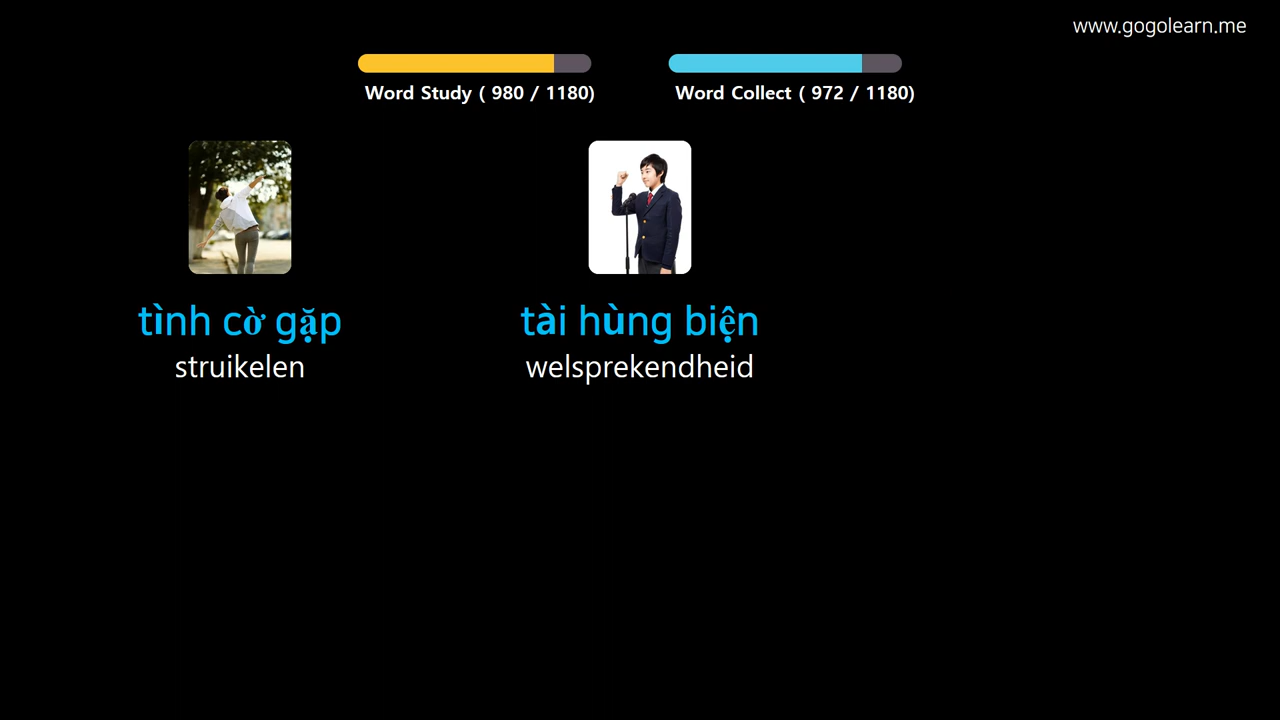 www.gogolearn.me
Word Study ( 980 / 1180)
Word Collect ( 972 / 1180)
tình cờ gặp
struikelen
tài hùng biện
welsprekendheid